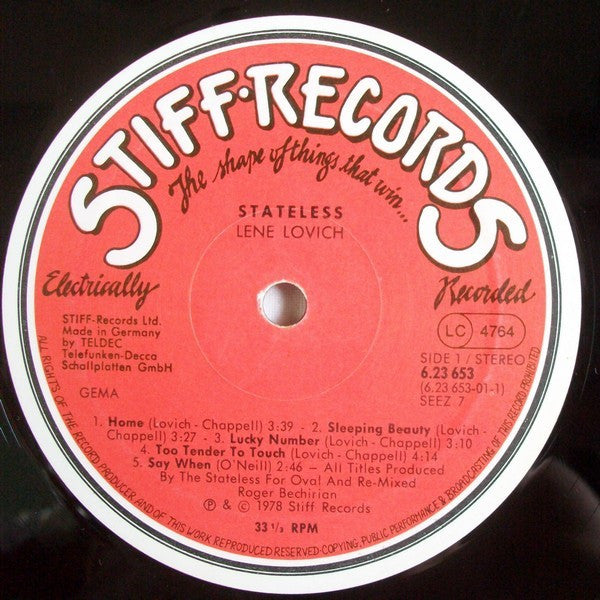 STIFF·RECORDS
The shape of things that win...
STATELESS
LENE LOVICH
Electrically
Recorded
STIFF-Records Ltd.
Made in Germany
by TELDEC
Telefunken-Decca
Schallplatten GmbH
GEMA
LC 4764
SIDE 1 / STEREO
6.23 653
(6.23 653-01-1)
SEEZ 7
1. Home (Lovich - Chappell) 3:39 - 2. Sleeping Beauty (Lovich -
Chappell) 3:27 - 3. Lucky Number (Lovich - Chappell) 3:10
4. Too Tender To Touch (Lovich - Chappell) 4:14
5. Say When (O'Neill) 2:46 – All Titles Produced
By The Stateless For Oval And Re-Mixed
Roger Bechirian
℗ & © 1978 Stiff Records
33 1/3 RPM
ALL RIGHTS OF THE RECORD PRODUCER AND OF THIS WORK REPRODUCED RESERVED·COPYING, PUBLIC PERFORMANCE & BROADCASTING OF THIS RECORD PROHIBITED